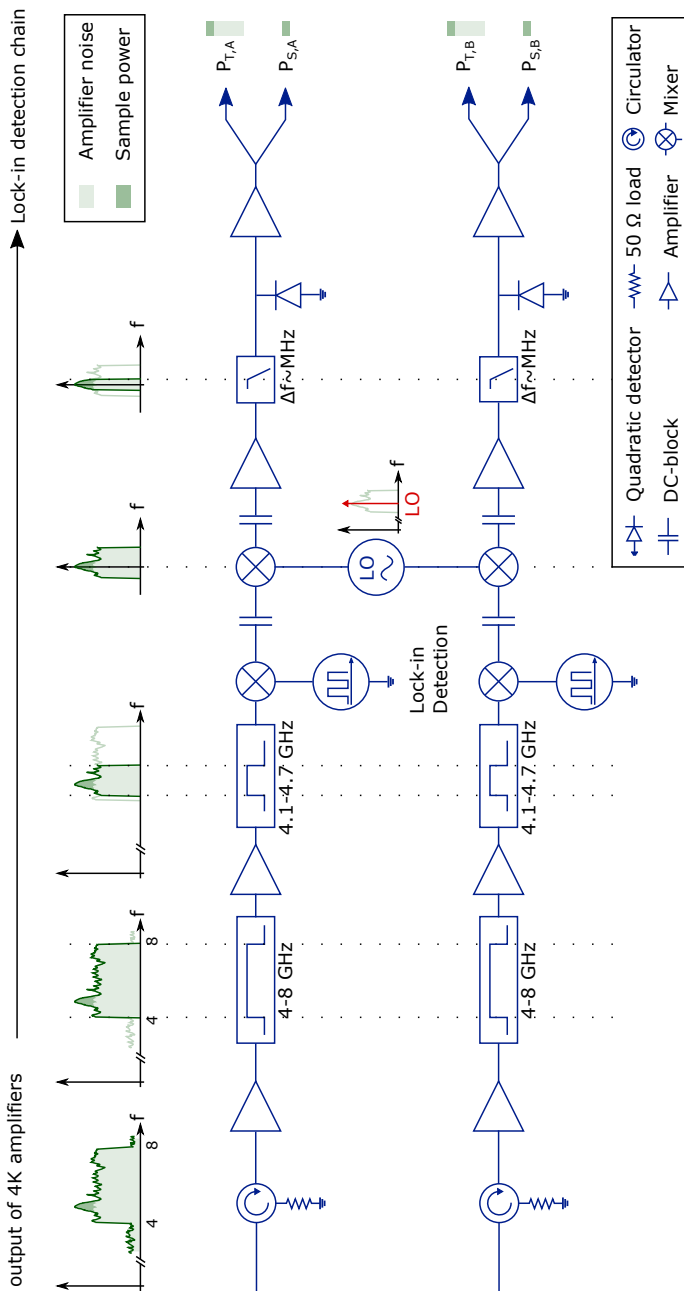 output of 4K amplifiers
Lock-in detection chain
Amplifier noise
Sample power
f
4
8
f
4
8
f
f
f
f
LO
4-8 GHz
4.1-4.7 GHz
Δf~MHz
P_T,A
P_S,A
LO
Lock-in
Detection
4-8 GHz
4.1-4.7 GHz
Δf~MHz
P_T,B
P_S,B
Quadratic detector
50 Ω load
Circulator
DC-block
Amplifier
Mixer